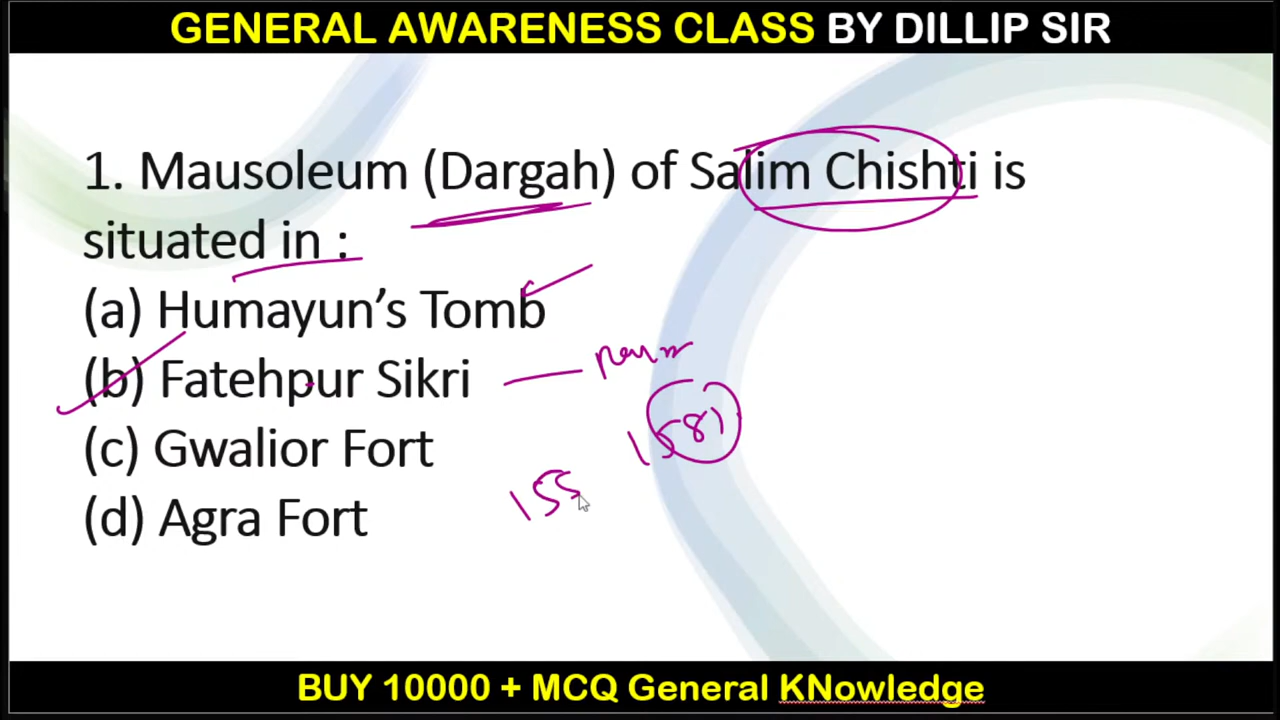 GENERAL AWARENESS CLASS BY DILLIP SIR
1. Mausoleum (Dargah) of Salim Chishti is
situated in :
(a) Humayun’s Tomb
(b) Fatehpur Sikri
(c) Gwalior Fort
1581
(d) Agra Fort
155
BUY 10000 + MCQ General KNowledge